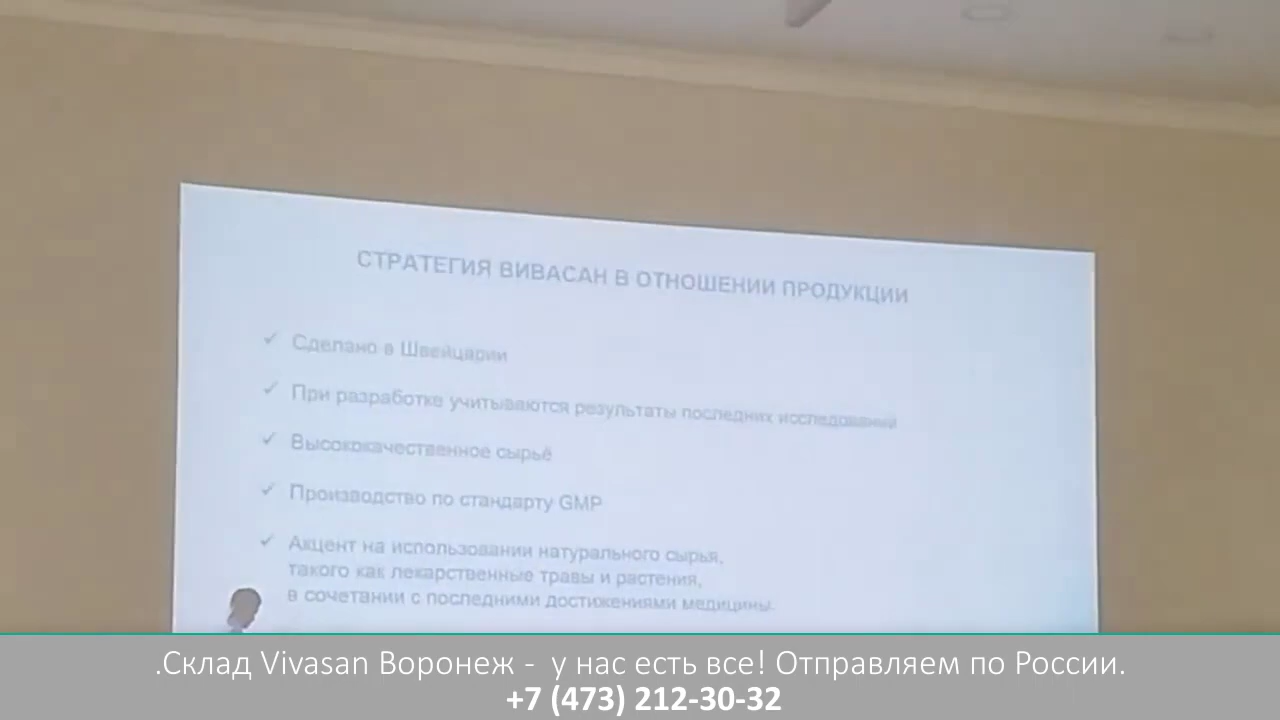 СТРАТЕГИЯ ВИВАСАН В ОТНОШЕНИИ ПРОДУКЦИИ
✓ Сделано в Швейцарии
✓ При разработке учитываются результаты последних исследований
✓ Высококачественное сырьё
✓ Производство по стандарту GMP
✓ Акцент на использовании натурального сырья,
такого как лекарственные травы и растения,
в сочетании с последними достижениями медицины.
.Склад Vivasan Воронеж - у нас есть все! Отправляем по России.
+7 (473) 212-30-32